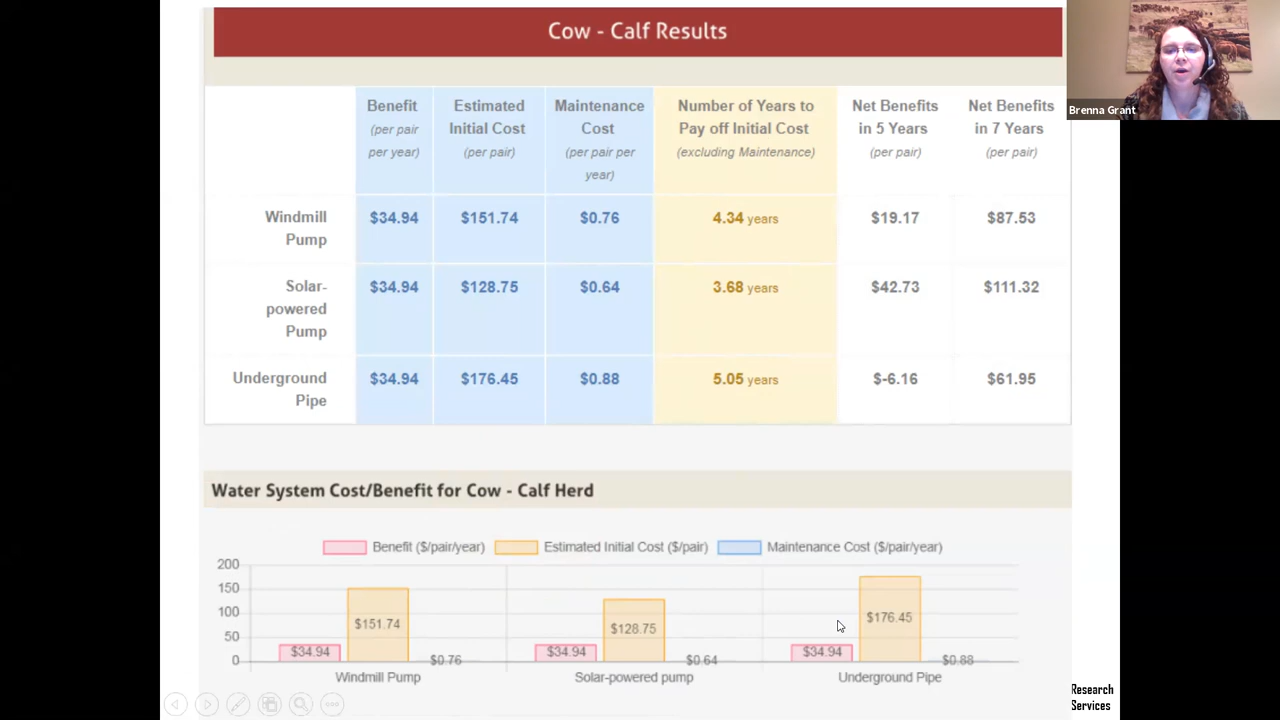 Cow - Calf Results
Brenna Grant
Benefit
(per pair
per year)
Estimated
Initial Cost
(per pair)
Maintenance
Cost
(per pair per
year)
Number of Years to
Pay off Initial Cost
(excluding Maintenance)
Net Benefits
in 5 Years
(per pair)
Net Benefits
in 7 Years
(per pair)
Windmill
Pump
$34.94 $151.74 $0.76 4.34 years $19.17 $87.53
Solar-
powered
Pump
$34.94 $128.75 $0.64 3.68 years $42.73 $111.32
Underground
Pipe
$34.94 $176.45 $0.88 5.05 years $-6.16 $61.95
Water System Cost/Benefit for Cow - Calf Herd
Benefit ($/pair/year) Estimated Initial Cost ($/pair) Maintenance Cost ($/pair/year)
200
150
100
50
0
$34.94 $151.74 $0.76
$34.94 $128.75 $0.64
$34.94 $176.45 $0.88
Windmill Pump Solar-powered pump Underground Pipe
Research
Services